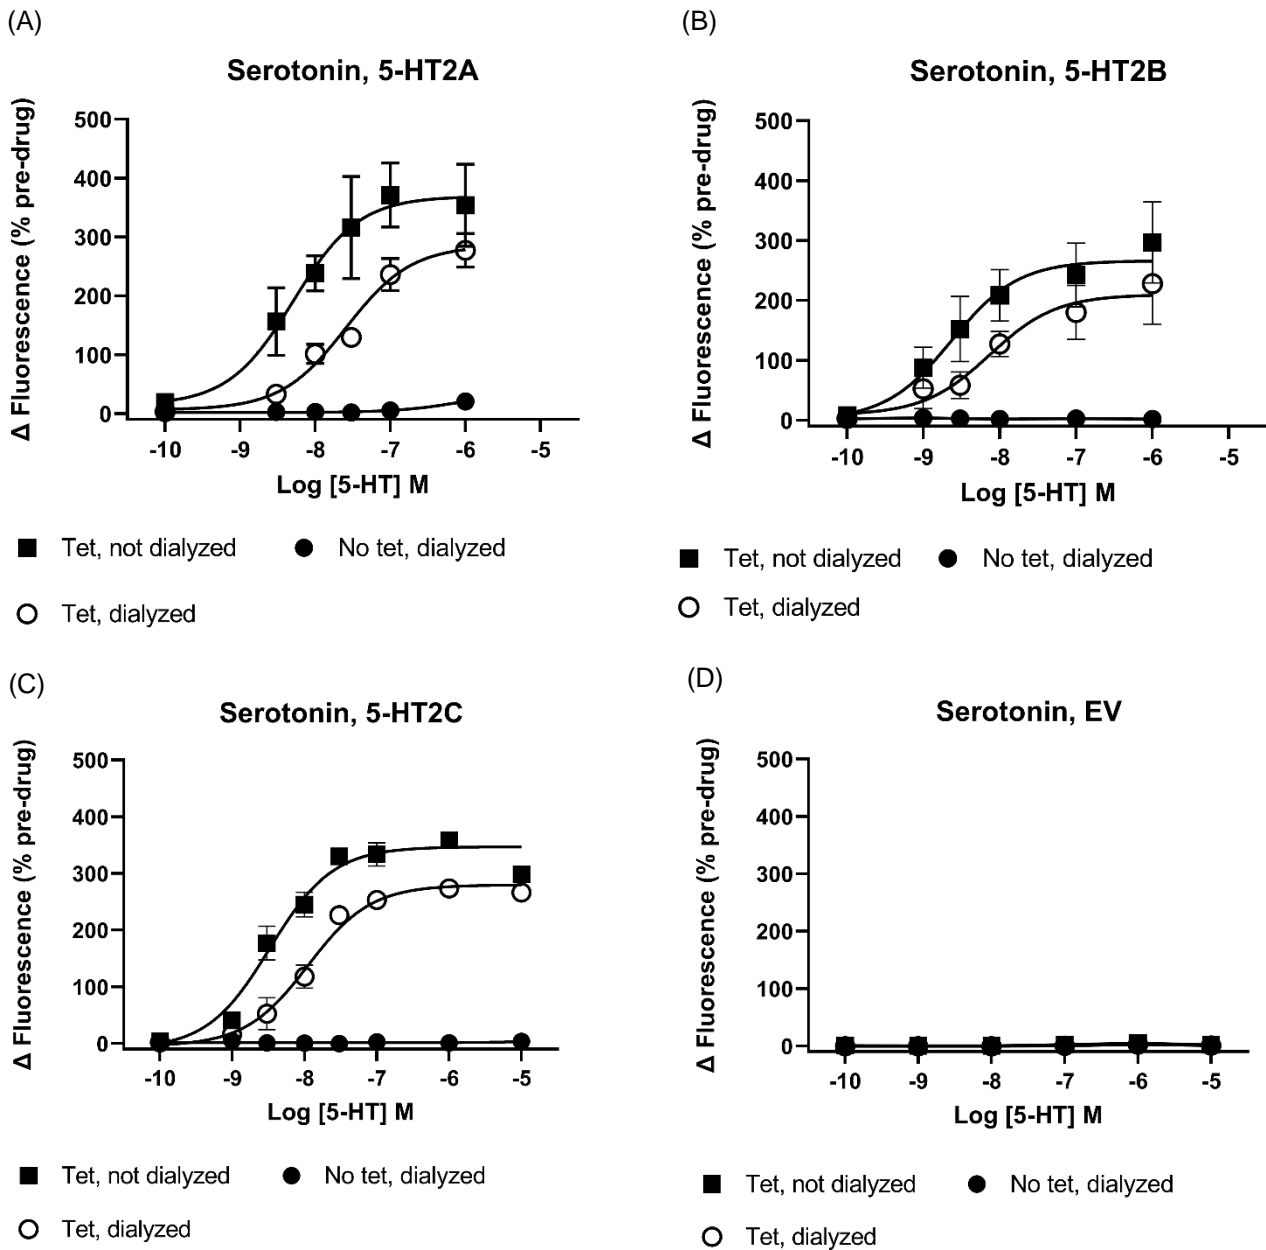 (A)
Serotonin, 5-HT2A
Δ Fluorescence (% pre-drug)
500
400
300
200
100
0
-10
-9
-8
-7
-6
-5
Log [5-HT] M
Tet, not dialyzed
No tet, dialyzed
Tet, dialyzed
(B)
Serotonin, 5-HT2B
Δ Fluorescence (% pre-drug)
500
400
300
200
100
0
-10
-9
-8
-7
-6
-5
Log [5-HT] M
Tet, not dialyzed
No tet, dialyzed
Tet, dialyzed
(C)
Serotonin, 5-HT2C
Δ Fluorescence (% pre-drug)
500
400
300
200
100
0
-10
-9
-8
-7
-6
-5
Log [5-HT] M
Tet, not dialyzed
No tet, dialyzed
Tet, dialyzed
(D)
Serotonin, EV
Δ Fluorescence (% pre-drug)
500
400
300
200
100
0
-10
-9
-8
-7
-6
-5
Log [5-HT] M
Tet, not dialyzed
No tet, dialyzed
Tet, dialyzed